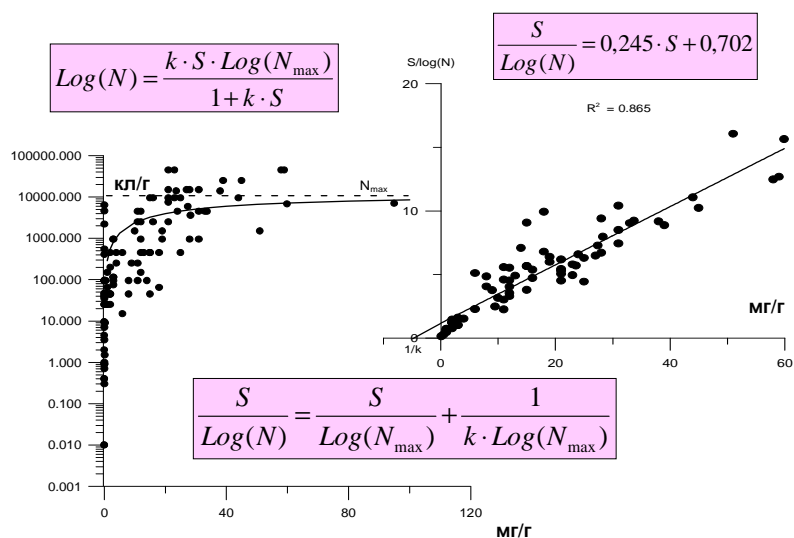 Log(N) = k · S · Log(N_max) / (1 + k · S)
S / Log(N) = 0,245 · S + 0,702
S/log(N)
20
10
0
1/k
0
20
40
60
R² = 0.865
мг/г
100000.000
10000.000
1000.000
100.000
10.000
1.000
0.100
0.010
0.001
кл/г
N_max
0
40
80
120
мг/г
S / Log(N) = S / Log(N_max) + 1 / (k · Log(N_max))